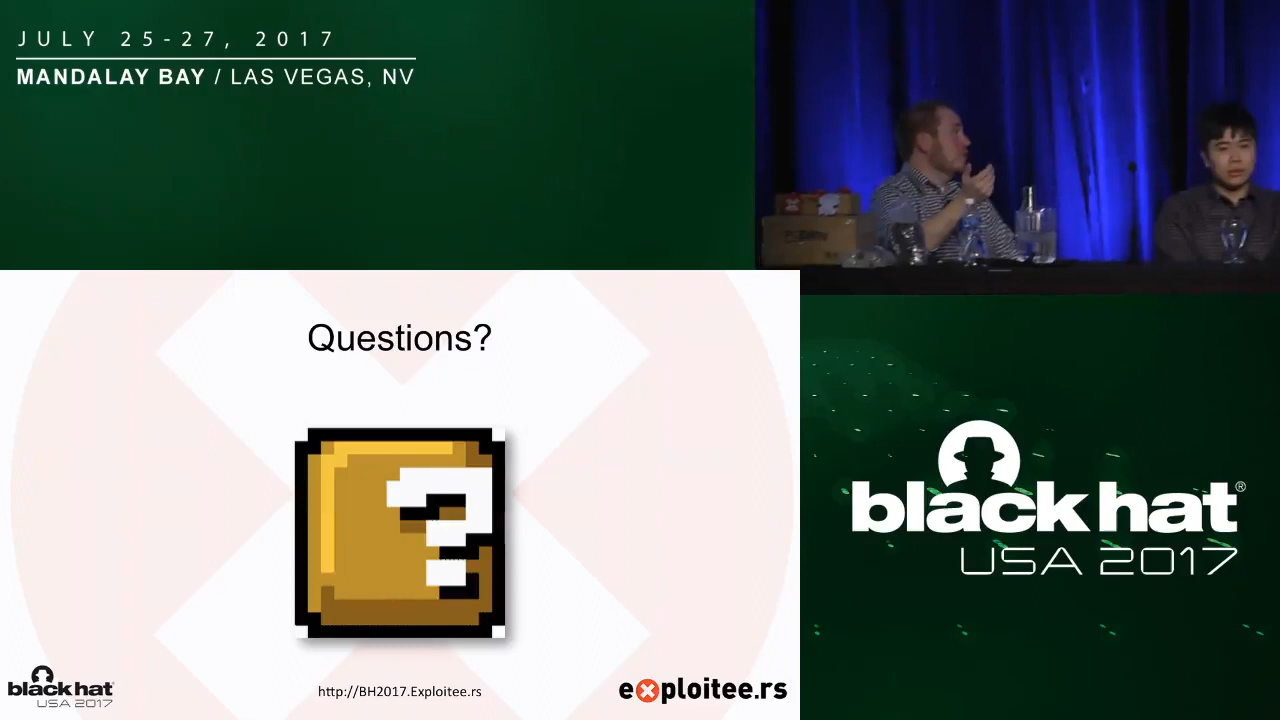 JULY 25-27, 2017
MANDALAY BAY / LAS VEGAS, NV
Questions?
?
black hat
USA 2017
http://BH2017.Exploitee.rs
exploitee.rs
black hat®
USA 2017